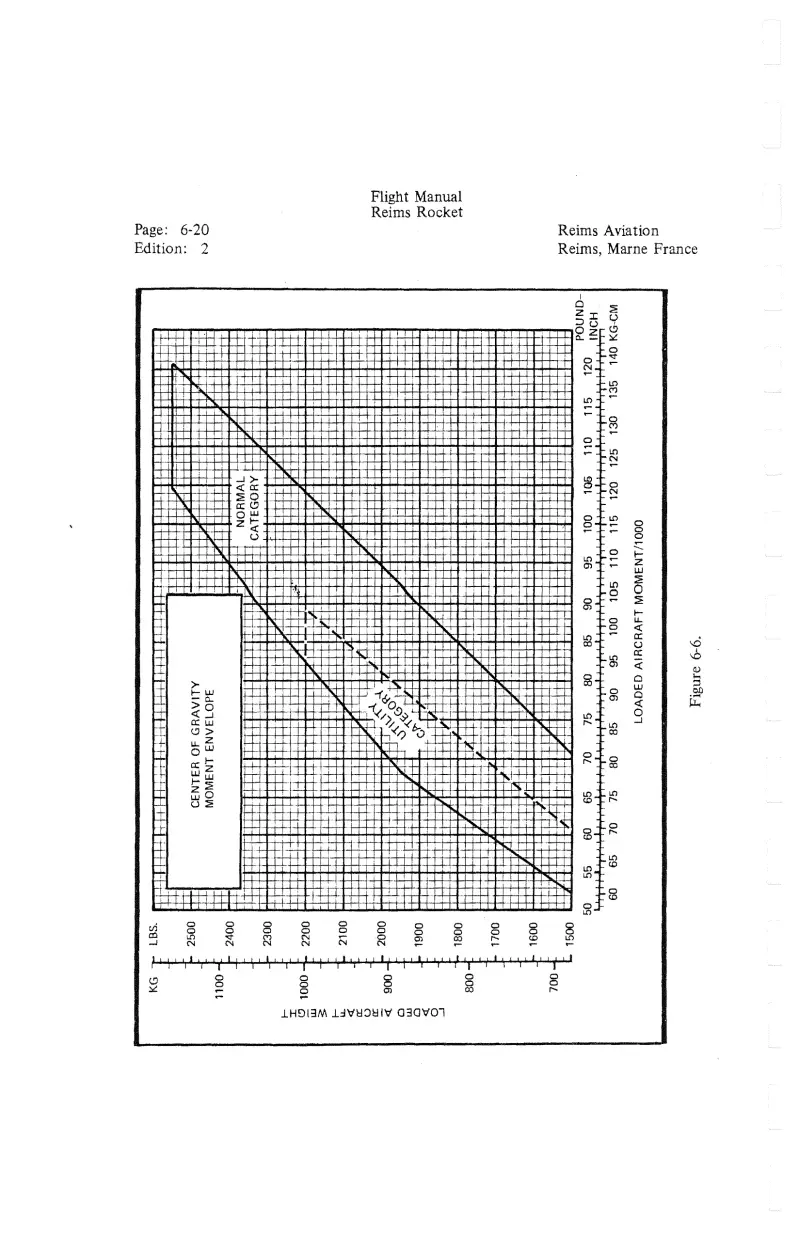 Flight Manual
Reims Rocket
Page: 6-20
Edition: 2
Reims Aviation
Reims, Marne France
CENTER OF GRAVITY
MOMENT ENVELOPE
NORMAL
CATEGORY
UTILITY
CATEGORY
LOADED AIRCRAFT WEIGHT
KG
1100
1000
900
800
700
LBS.
2500
2400
2300
2200
2100
2000
1900
1800
1700
1600
1500
50 55 60 65 70 75 80 85 90 95 100 105 110 115 120
POUND-
INCH
60 65 70 75 80 85 90 95 100 105 110 115 120 125 130 135 140 KG-CM
LOADED AIRCRAFT MOMENT/1000
Figure 6-6.